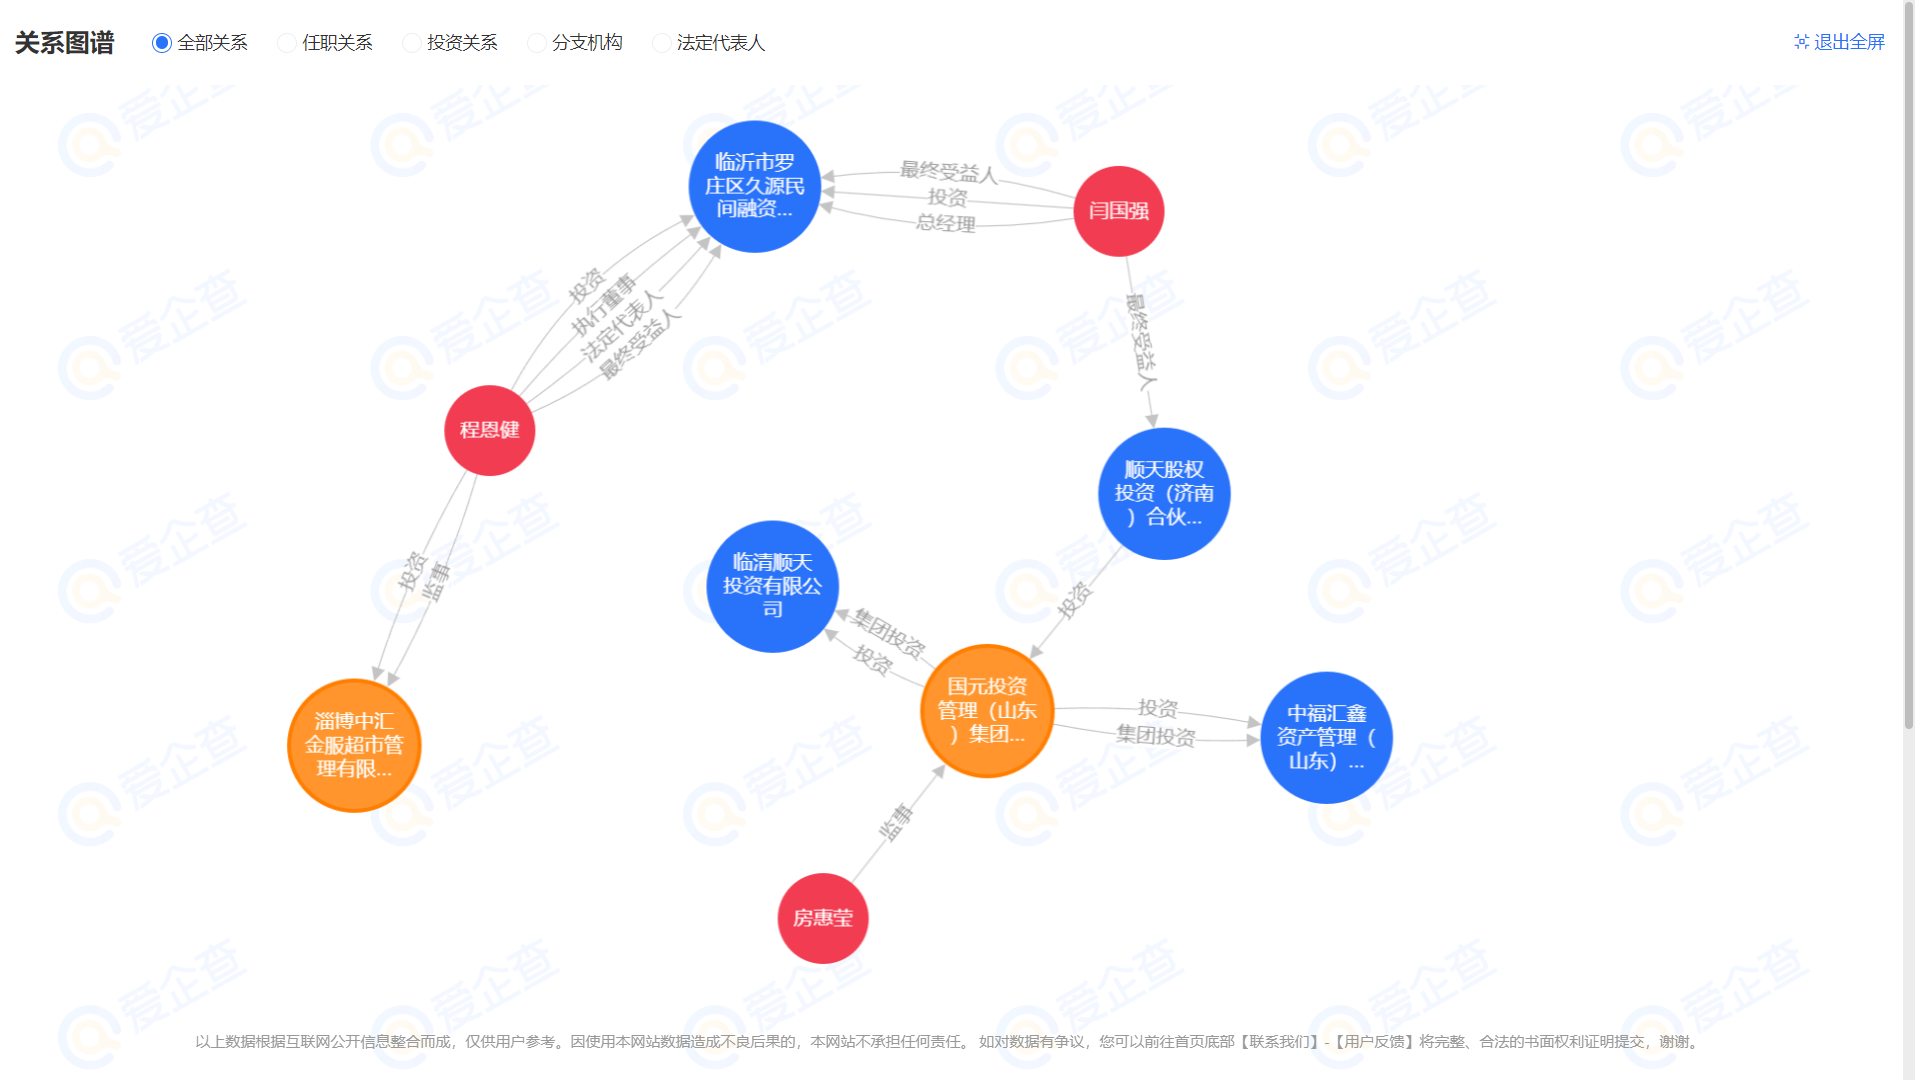 关系图谱
全部关系
任职关系
投资关系
分支机构
法定代表人
退出全屏
临沂市罗
庄区久源民
间融资...
最终受益人
投资
总经理
闫国强
投资
执行董事
法定代表人
最终受益人
最终受益人
程恩健
顺天股权
投资（济南
）合伙...
投资
监事
临清顺天
投资有限公
司
集团投资
投资
投资
国元投资
管理（山东
）集团...
投资
集团投资
中福汇鑫
资产管理（
山东）...
淄博中汇
金服超市管
理有限...
监事
房惠莹
爱企查
以上数据根据互联网公开信息整合而成，仅供用户参考。因使用本网站数据造成不良后果的，本网站不承担任何责任。 如对数据有争议，您可以前往首页底部【联系我们】-【用户反馈】将完整、合法的书面权利证明提交，谢谢。